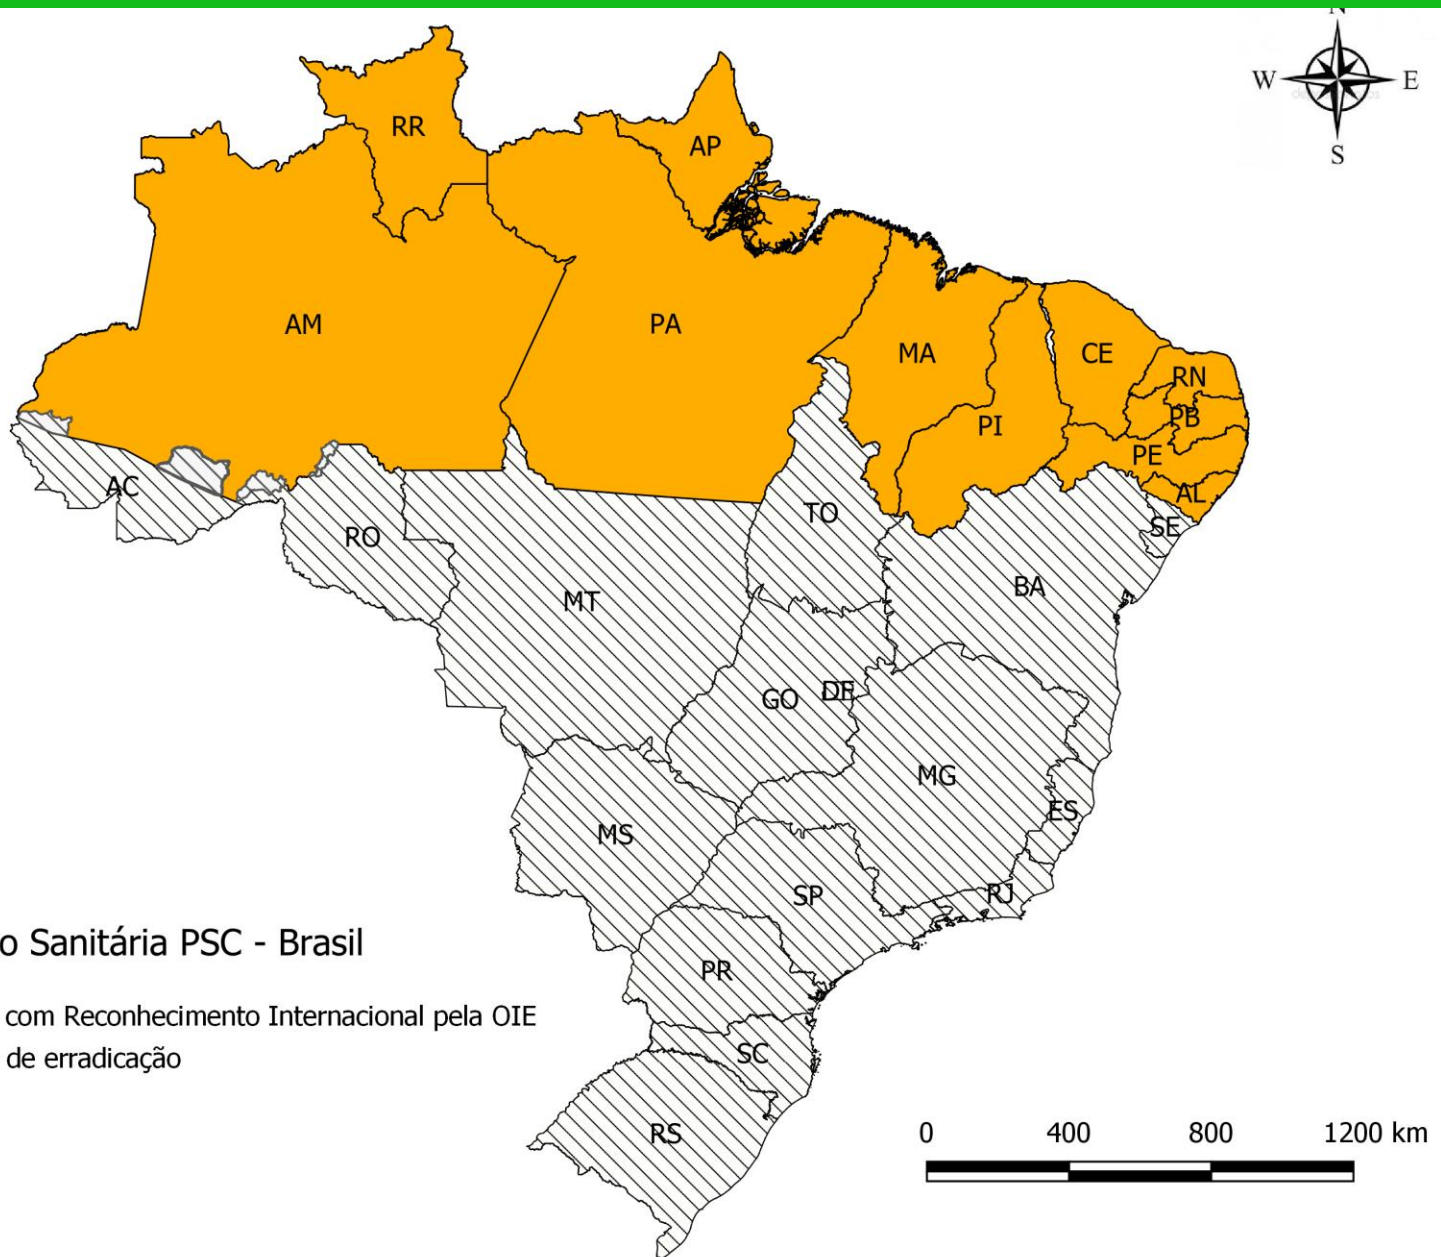 N
W E
S
RR
AP
AM
PA
MA
CE
RN
PI
PB
PE
AL
AC
TO
SE
RO
BA
MT
DF
GO
MG
ES
MS
RJ
SP
o Sanitária PSC - Brasil
PR
com Reconhecimento Internacional pela OIE
SC
de erradicação
RS
0 400 800 1200 km